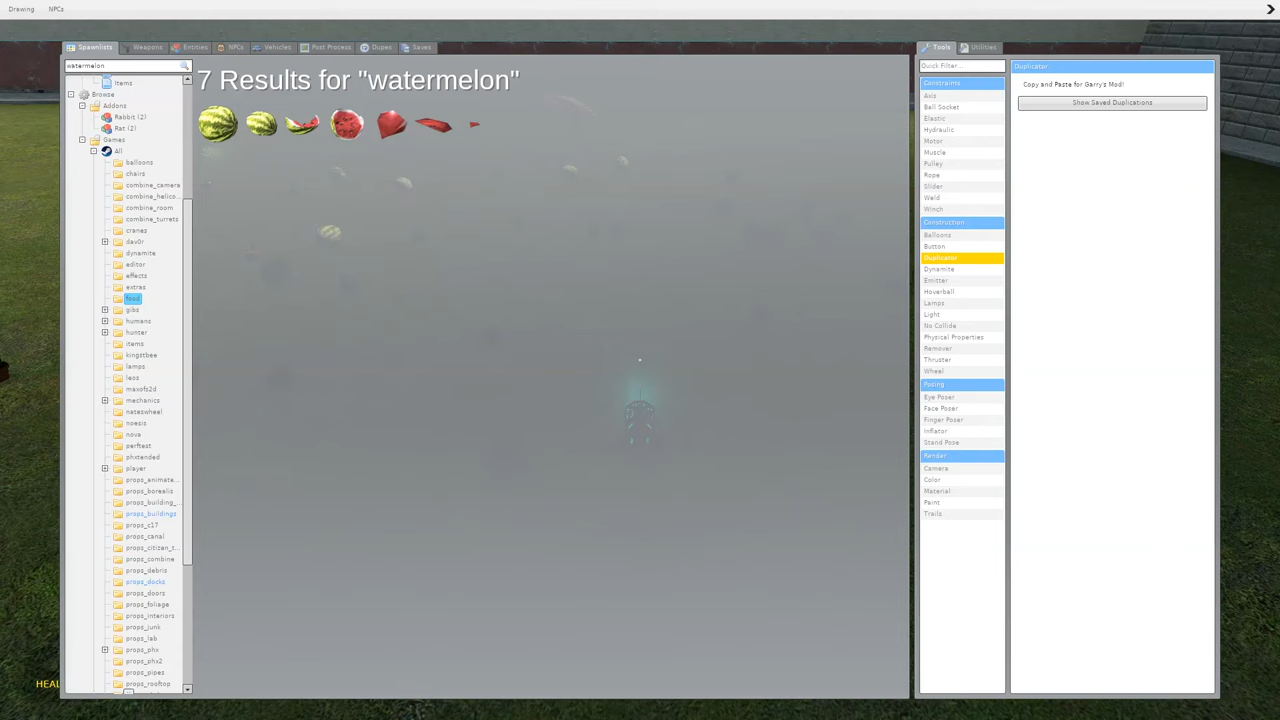 Drawing NPCs
Spawnlists Weapons Entities NPCs Vehicles Post Process Dupes Saves
watermelon
7 Results for "watermelon"
Items
Browse
Addons
Rabbit (2)
Rat (2)
Games
All
balloons
chairs
combine_camera
combine_helico...
combine_room
combine_turrets
cranes
dav0r
dynamite
editor
effects
extras
food
gibs
humans
hunter
items
kingstbee
lamps
leos
maxofs2d
mechanics
nateswheel
noesis
nova
perftest
phxtended
player
props_animate...
props_borealis
props_building_...
props_buildings
props_c17
props_canal
props_citizen_t...
props_combine
props_debris
props_docks
props_doors
props_foliage
props_interiors
props_junk
props_lab
props_phx
props_phx2
props_pipes
props_rooftop
HEAL
Tools Utilities
Quick Filter...
Constraints
Axis
Ball Socket
Elastic
Hydraulic
Motor
Muscle
Pulley
Rope
Slider
Weld
Winch
Construction
Balloons
Button
Duplicator
Dynamite
Emitter
Hoverball
Lamps
Light
No Collide
Physical Properties
Remover
Thruster
Wheel
Posing
Eye Poser
Face Poser
Finger Poser
Inflator
Stand Pose
Render
Camera
Color
Material
Paint
Trails
Duplicator
Copy and Paste for Garry's Mod!
Show Saved Duplications